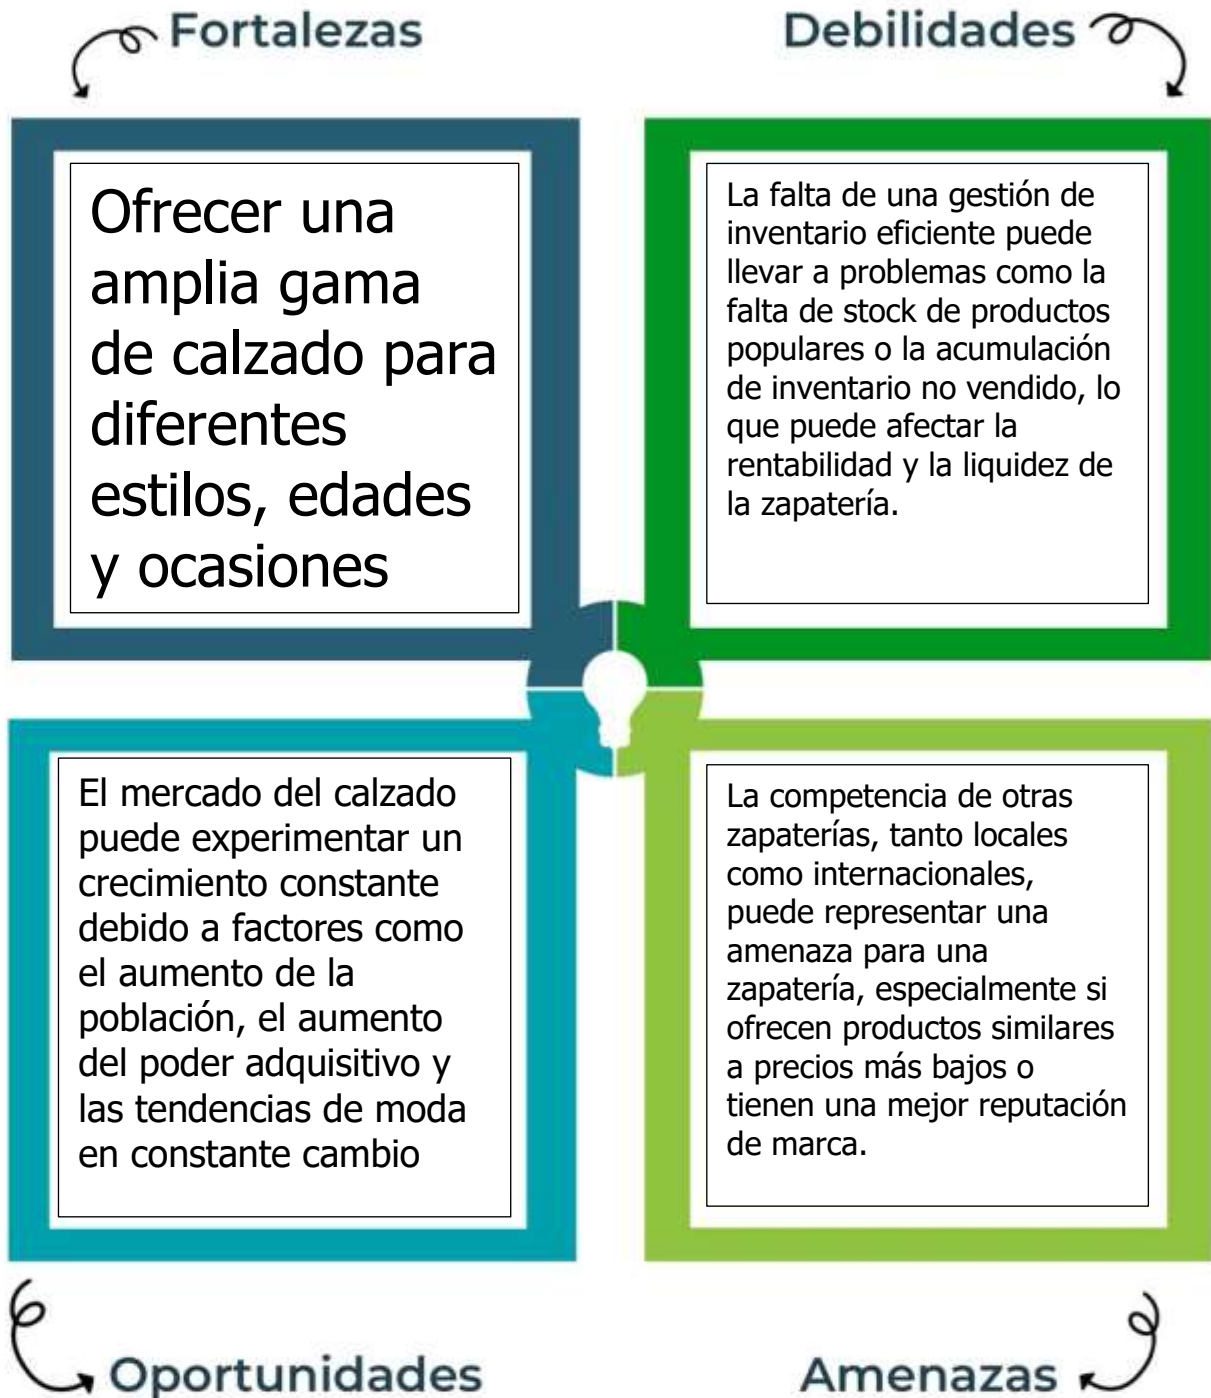 Fortalezas
Debilidades
Ofrecer una
amplia gama
de calzado para
diferentes
estilos, edades
y ocasiones
La falta de una gestión de
inventario eficiente puede
llevar a problemas como la
falta de stock de productos
populares o la acumulación
de inventario no vendido, lo
que puede afectar la
rentabilidad y la liquidez de
la zapatería.
El mercado del calzado
puede experimentar un
crecimiento constante
debido a factores como
el aumento de la
población, el aumento
del poder adquisitivo y
las tendencias de moda
en constante cambio
La competencia de otras
zapaterías, tanto locales
como internacionales,
puede representar una
amenaza para una
zapatería, especialmente si
ofrecen productos similares
a precios más bajos o
tienen una mejor reputación
de marca.
Oportunidades
Amenazas